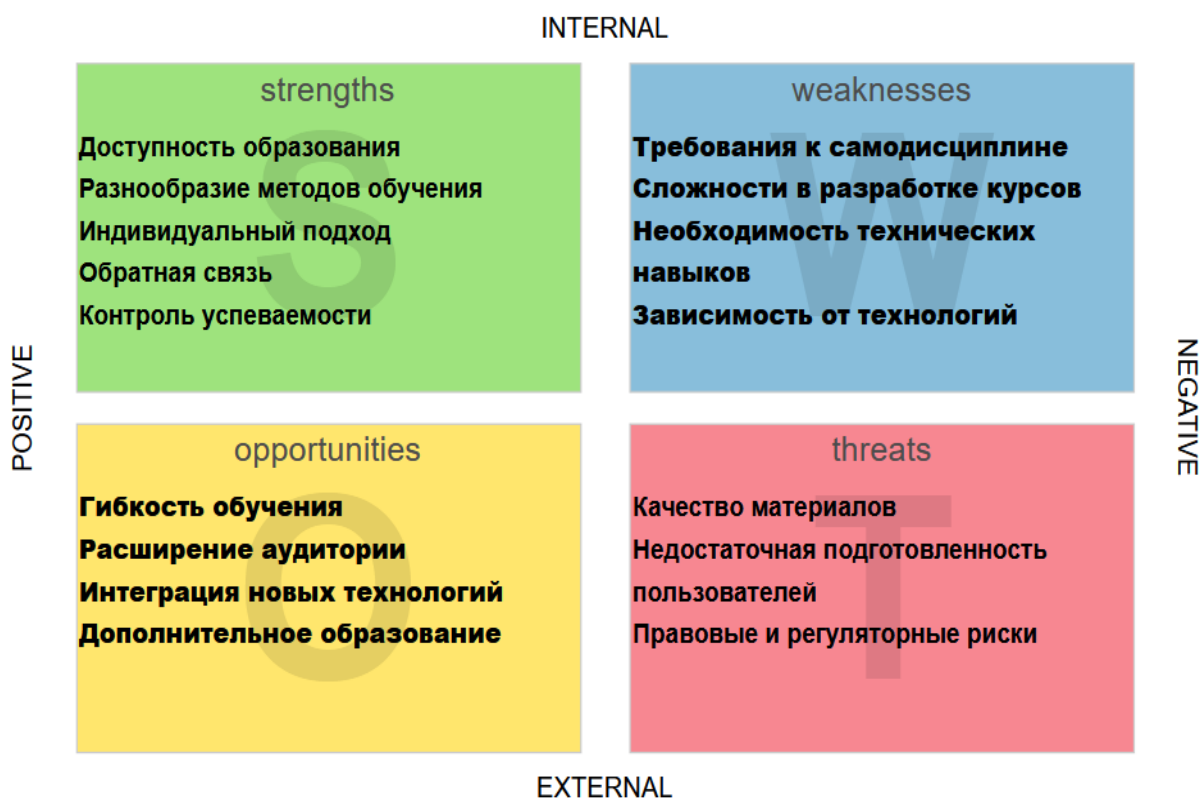 INTERNAL
strengths
Доступность образования
Разнообразие методов обучения
Индивидуальный подход
Обратная связь
Контроль успеваемости
S
weaknesses
Требования к самодисциплине
Сложности в разработке курсов
Необходимость технических
навыков
Зависимость от технологий
W
POSITIVE
NEGATIVE
opportunities
Гибкость обучения
Расширение аудитории
Интеграция новых технологий
Дополнительное образование
O
threats
Качество материалов
Недостаточная подготовленность
пользователей
Правовые и регуляторные риски
T
EXTERNAL